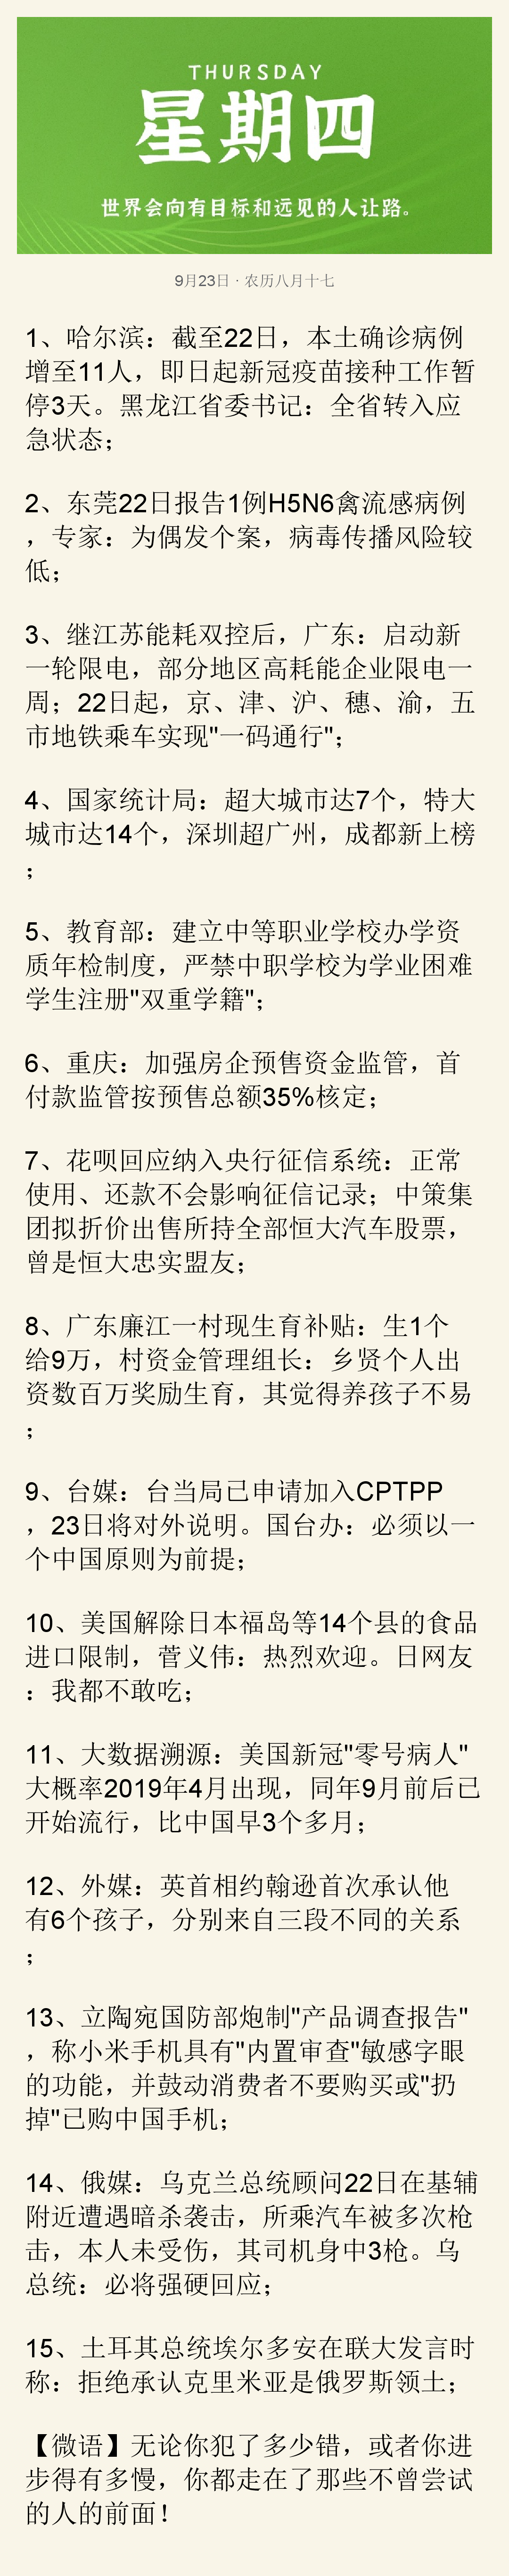 THURSDAY
星期四
世界会向有目标和远见的人让路。
9月23日 · 农历八月十七
1、哈尔滨：截至22日，本土确诊病例
增至11人，即日起新冠疫苗接种工作暂
停3天。黑龙江省委书记：全省转入应
急状态；
2、东莞22日报告1例H5N6禽流感病例
，专家：为偶发个案，病毒传播风险较
低；
3、继江苏能耗双控后，广东：启动新
一轮限电，部分地区高耗能企业限电一
周；22日起，京、津、沪、穗、渝，五
市地铁乘车实现"一码通行"；
4、国家统计局：超大城市达7个，特大
城市达14个，深圳超广州，成都新上榜
；
5、教育部：建立中等职业学校办学资
质年检制度，严禁中职学校为学业困难
学生注册"双重学籍"；
6、重庆：加强房企预售资金监管，首
付款监管按预售总额35%核定；
7、花呗回应纳入央行征信系统：正常
使用、还款不会影响征信记录；中策集
团拟折价出售所持全部恒大汽车股票，
曾是恒大忠实盟友；
8、广东廉江一村现生育补贴：生1个
给9万，村资金管理组长：乡贤个人出
资数百万奖励生育，其觉得养孩子不易
；
9、台媒：台当局已申请加入CPTPP
，23日将对外说明。国台办：必须以一
个中国原则为前提；
10、美国解除日本福岛等14个县的食品
进口限制，菅义伟：热烈欢迎。日网友
：我都不敢吃；
11、大数据溯源：美国新冠"零号病人"
大概率2019年4月出现，同年9月前后已
开始流行，比中国早3个多月；
12、外媒：英首相约翰逊首次承认他
有6个孩子，分别来自三段不同的关系
；
13、立陶宛国防部炮制"产品调查报告"
，称小米手机具有"内置审查"敏感字眼
的功能，并鼓动消费者不要购买或"扔
掉"已购中国手机；
14、俄媒：乌克兰总统顾问22日在基辅
附近遭遇暗杀袭击，所乘汽车被多次枪
击，本人未受伤，其司机身中3枪。乌
总统：必将强硬回应；
15、土耳其总统埃尔多安在联大发言时
称：拒绝承认克里米亚是俄罗斯领土；
【微语】无论你犯了多少错，或者你进
步得有多慢，你都走在了那些不曾尝试
的人的前面！